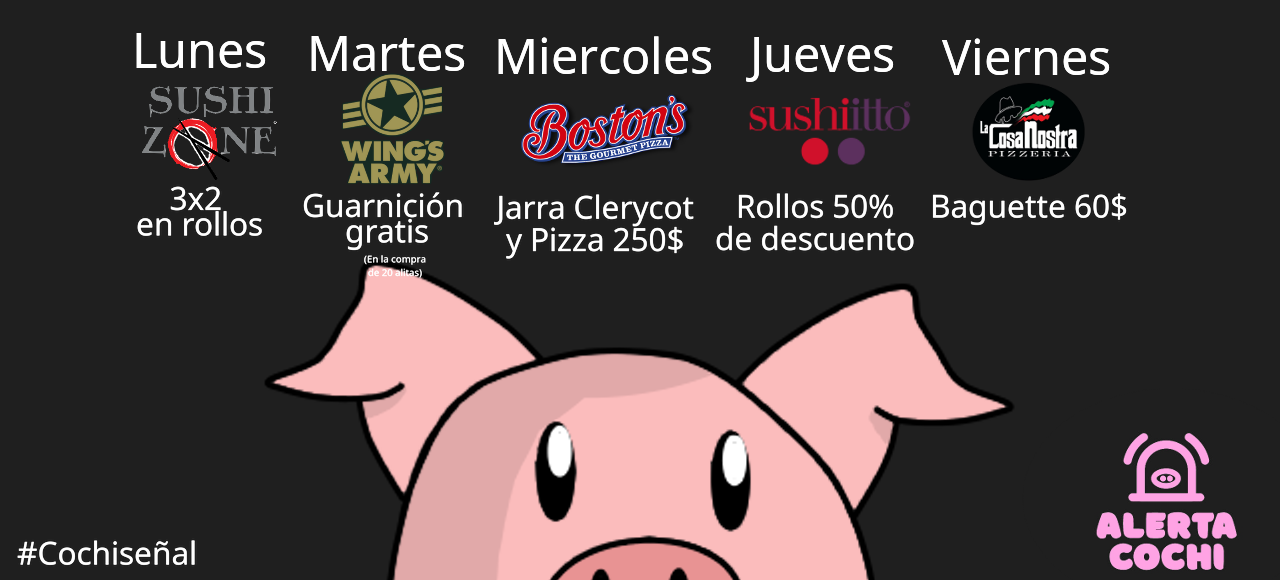 Lunes
SUSHI
ZONE
3x2
en rollos
Martes
WING'S
ARMY
Guarnición
gratis
(En la compra
de 20 alitas)
Miercoles
Boston's
THE GOURMET PIZZA
Jarra Clerycot
y Pizza 250$
Jueves
sushiitto
Rollos 50%
de descuento
Viernes
La
CosaNostra
PIZZERIA
Baguette 60$
#Cochiseñal
ALERTA
COCHI